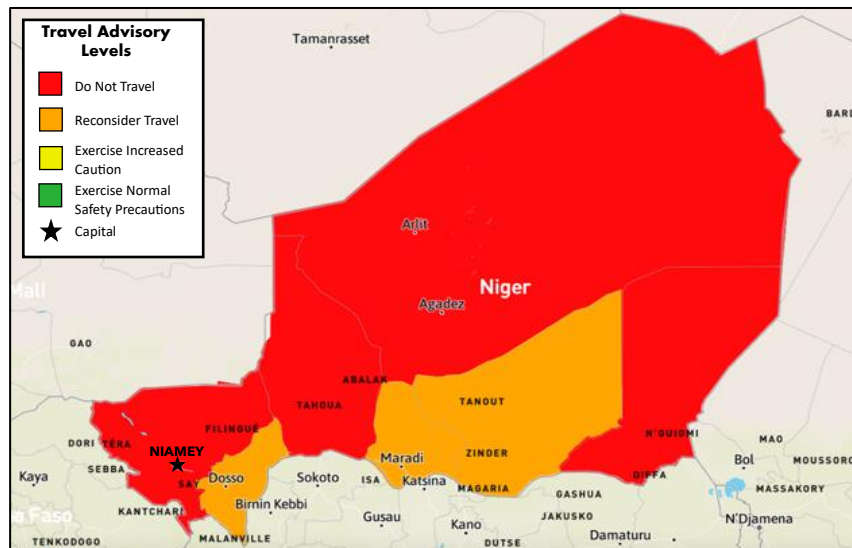 Travel Advisory
Levels
Do Not Travel
Reconsider Travel
Exercise Increased
Caution
Exercise Normal
Safety Precautions
Capital
Tamanrasset
BARD
Arlit
Niger
Agadez
Mali
GAO
ABALAK
TAHOUA
TANOUT
FILINGUÉ
N'GUIGMI
DORI
TÉRA
NIAMEY
MAO
SEBBA
Maradi
ZINDER
Bol
MOUSSORO
Kaya
SAY
Dosso
Sokoto
ISA
Katsina
DIFFA
MAGARIA
MASSAKORY
GASHUA
KANTCHARI
Birnin Kebbi
a Faso
Gusau
Kano
JAKUSKO
N'Djamena
TENKODOGO
MALANVILLE
DUTSE
Damaturu